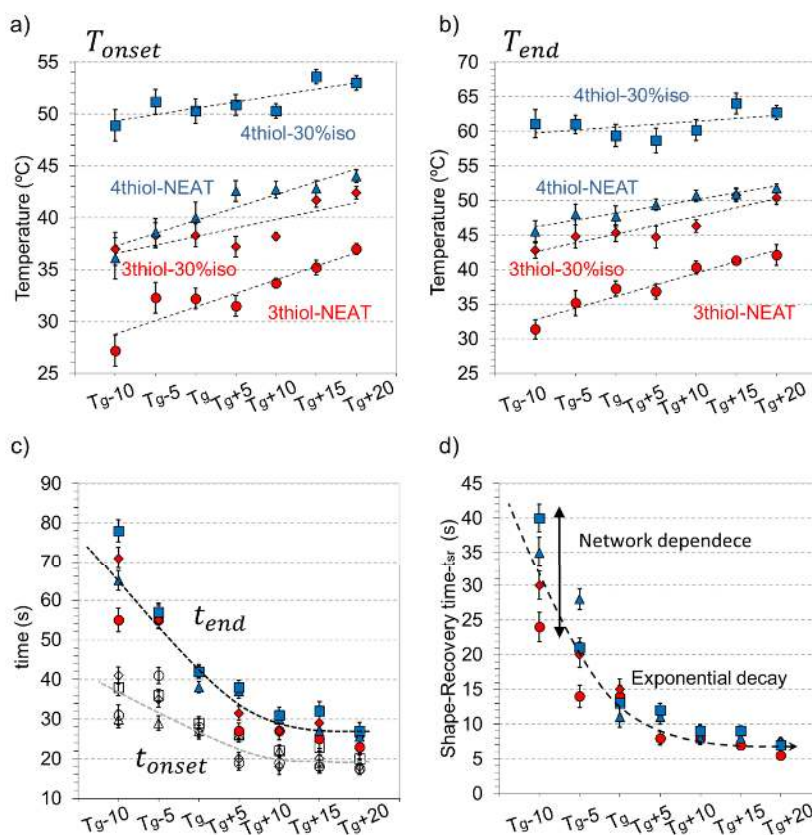 a)
T_onset
Temperature (ºC)
55
50
45
40
35
30
25
4thiol-30%iso
4thiol-NEAT
3thiol-30%iso
3thiol-NEAT
Tg-10 Tg-5 Tg Tg+5 Tg+10 Tg+15 Tg+20
b)
T_end
Temperature (ºC)
70
65
60
55
50
45
40
35
30
25
4thiol-30%iso
4thiol-NEAT
3thiol-30%iso
3thiol-NEAT
Tg-10 Tg-5 Tg Tg+5 Tg+10 Tg+15 Tg+20
c)
time (s)
90
80
70
60
50
40
30
20
10
t_end
t_onset
Tg-10 Tg-5 Tg Tg+5 Tg+10 Tg+15 Tg+20
d)
Shape-Recovery time-tsr (s)
45
40
35
30
25
20
15
10
5
0
Network dependece
Exponential decay
Tg-10 Tg-5 Tg Tg+5 Tg+10 Tg+15 Tg+20